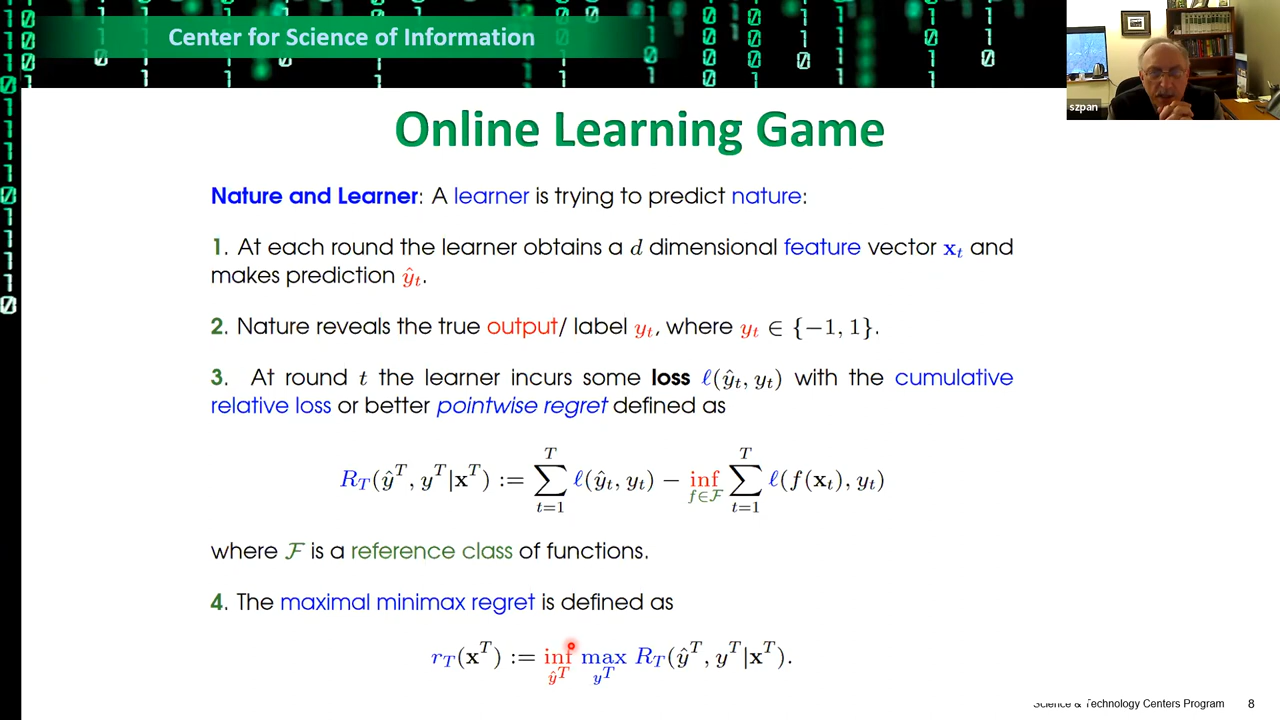 Center for Science of Information
szpan
Online Learning Game
Nature and Learner: A learner is trying to predict nature:
1. At each round the learner obtains a d dimensional feature vector x_t and
makes prediction ŷ_t.
2. Nature reveals the true output/ label y_t, where y_t ∈ {−1, 1}.
3. At round t the learner incurs some loss ℓ(ŷ_t, y_t) with the cumulative
relative loss or better pointwise regret defined as
R_T(ŷ^T, y^T|x^T) := ∑_{t=1}^{T} ℓ(ŷ_t, y_t) − inf_{f∈ℱ} ∑_{t=1}^{T} ℓ(f(x_t), y_t)
where ℱ is a reference class of functions.
4. The maximal minimax regret is defined as
r_T(x^T) := inf_{ŷ^T} max_{y^T} R_T(ŷ^T, y^T|x^T).
Science & Technology Centers Program 8